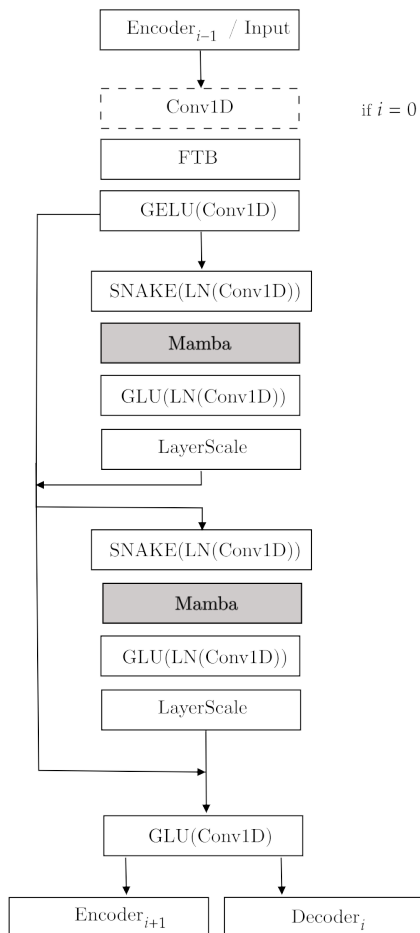 Encoder_{i−1} / Input
Conv1D
if i = 0
FTB
GELU(Conv1D)
SNAKE(LN(Conv1D))
Mamba
GLU(LN(Conv1D))
LayerScale
SNAKE(LN(Conv1D))
Mamba
GLU(LN(Conv1D))
LayerScale
GLU(Conv1D)
Encoder_{i+1}
Decoder_i